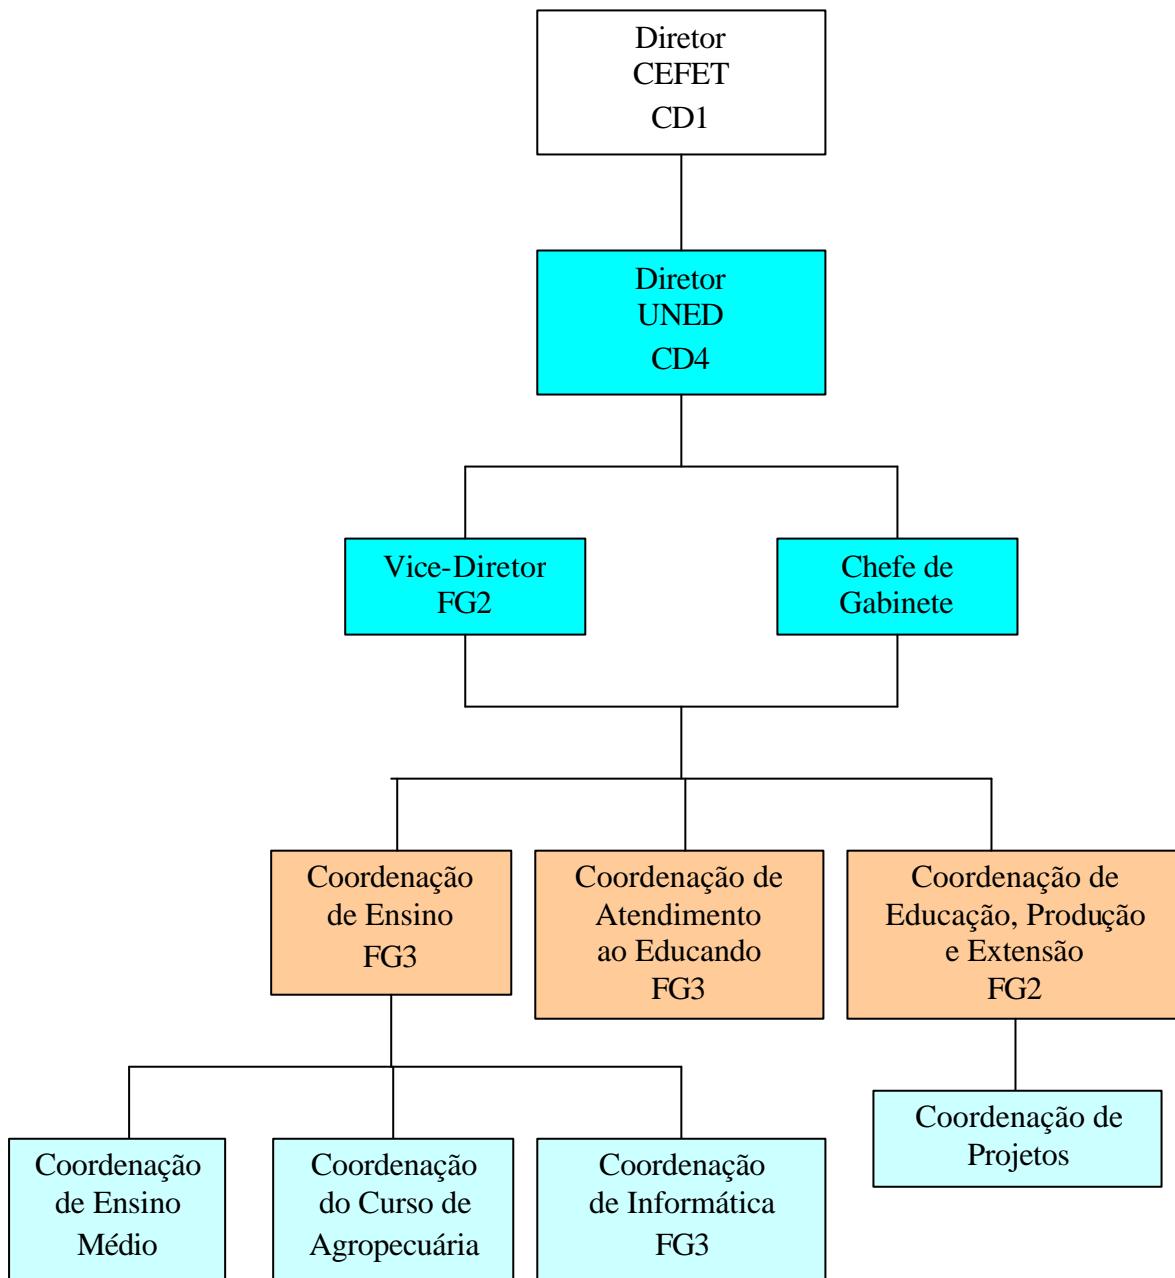 Diretor
CEFET
CD1
Diretor
UNED
CD4
Vice-Diretor
FG2
Chefe de
Gabinete
Coordenação
de Ensino
FG3
Coordenação de
Atendimento
ao Educando
FG3
Coordenação de
Educação, Produção
e Extensão
FG2
Coordenação de
Projetos
Coordenação
de Ensino
Médio
Coordenação
do Curso de
Agropecuária
Coordenação
de Informática
FG3